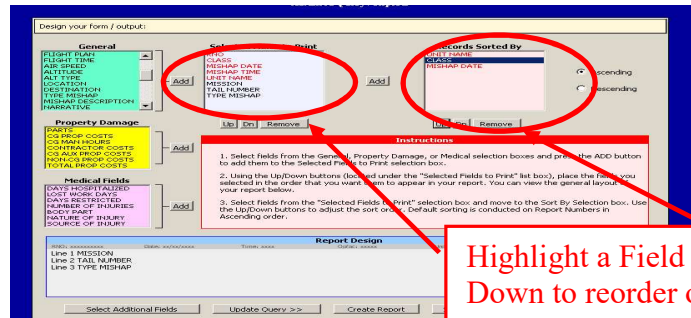 Design your form / output:
General
FLIGHT PLAN
FLIGHT TIME
AIR SPEED
ALTITUDE
ALT TYPE
LOCATION
DESTINATION
TYPE MISHAP
MISHAP DESCRIPTION
NARRATIVE
Add
Print
CLASS
MISHAP DATE
MISHAP TIME
UNIT NAME
MISSION
TAIL NUMBER
TYPE MISHAP
Add
Records Sorted By
UNIT NAME
CLASS
MISHAP DATE
Ascending
Descending
Up Dn Remove
Up Dn Remove
Property Damage
PARTS
CG PROP COSTS
CG MAN HOURS
CONTRACTOR COSTS
CG AUX PROP COSTS
NON-CG PROP COSTS
TOTAL PROP COSTS
Add
Medical Fields
DAYS HOSPITALIZED
LOST WORK DAYS
DAYS RESTRICTED
NUMBER OF INJURIES
BODY PART
NATURE OF INJURY
SOURCE OF INJURY
Add
Instructions
1. Select fields from the General, Property Damage, or Medical selection boxes and press the ADD button
to add them to the Selected Fields to Print selection box.
2. Using the Up/Down buttons (located under the "Selected Fields to Print" list box), place the fields you
selected in the order that you want them to appear in your report. You can view the general layout
your report below.
3. Select fields from the "Selected Fields to Print" selection box and move to the Sort By Selection box. Use
the Up/Down buttons to adjust the sort order. Default sorting is conducted on Report Numbers in
Ascending order.
Report Design
Line 1 MISSION
Line 2 TAIL NUMBER
Line 3 TYPE MISHAP
Highlight a Field
Down to reorder
Select Additional Fields Update Query >> Create Report